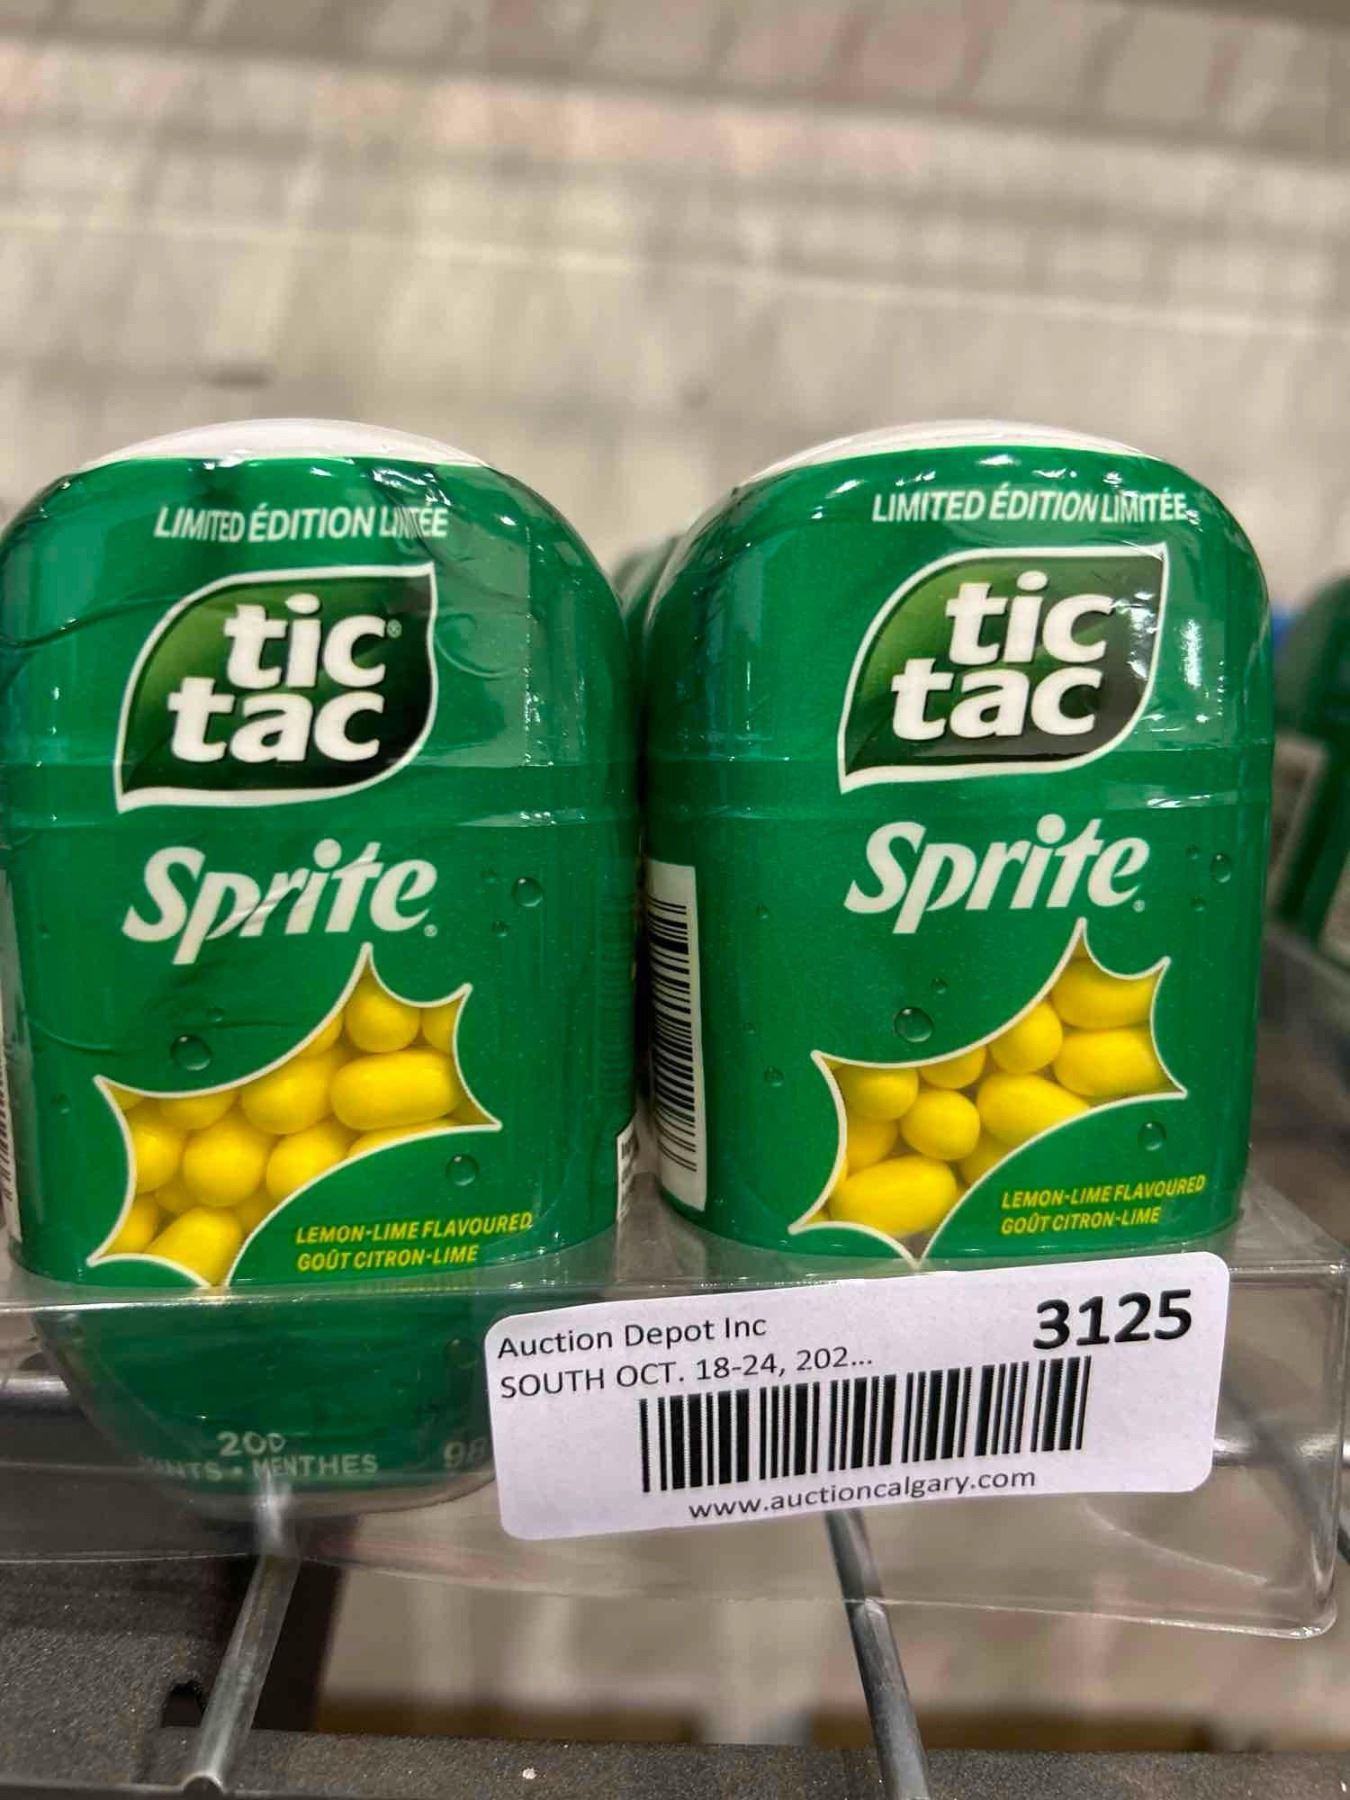 LIMITED ÉDITION LIMITÉE
tic
tac
Sprite
LEMON-LIME FLAVOURED
GOÛT CITRON-LIME
200
MENTHES
98
LIMITED ÉDITION LIMITÉE
tic
tac
Sprite
LEMON-LIME FLAVOURED
GOÛT CITRON-LIME
Auction Depot Inc
3125
SOUTH OCT. 18-24, 202...
www.auctioncalgary.com